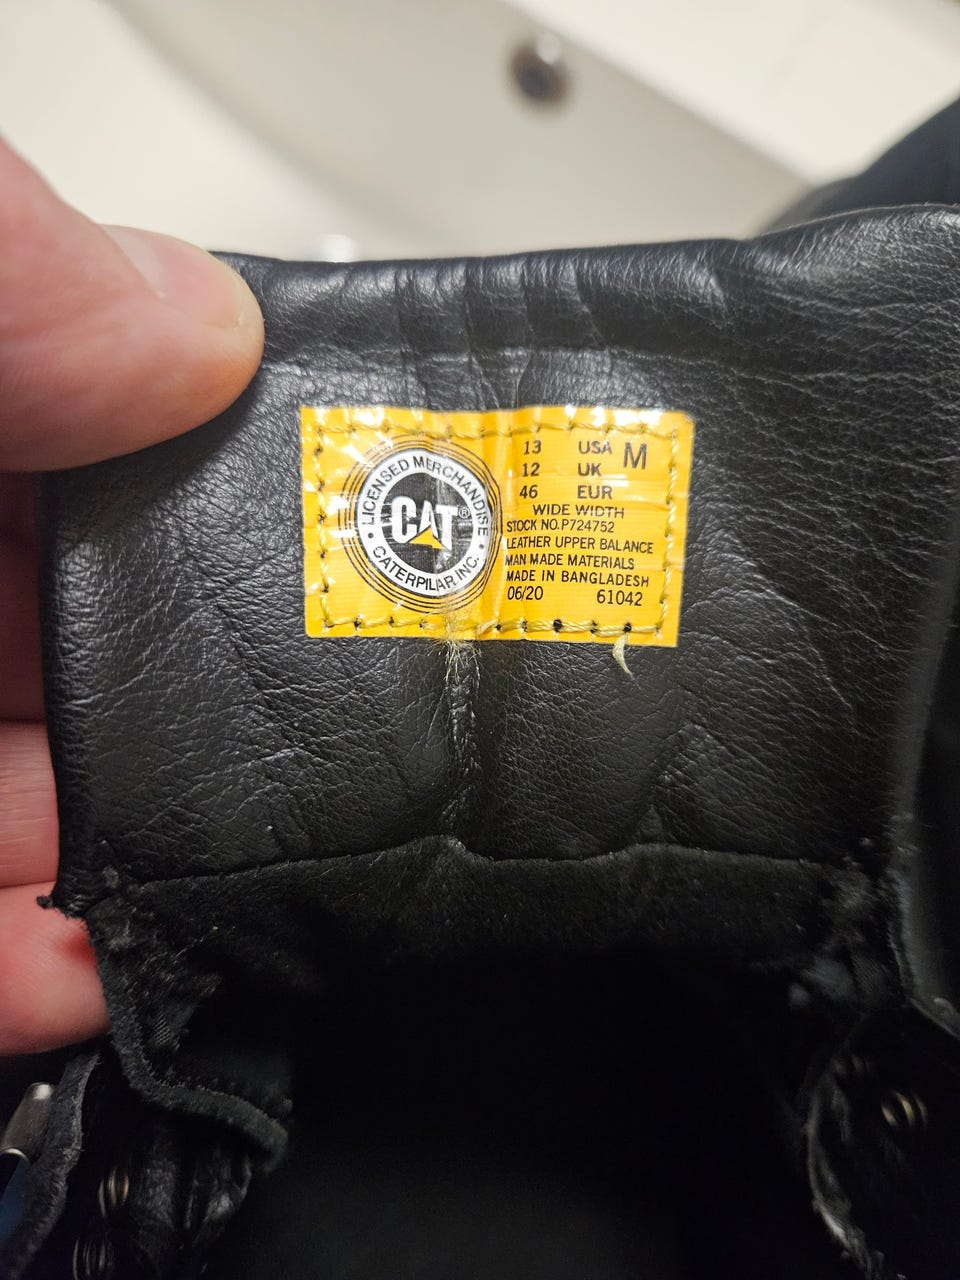 LICENSED MERCHANDISE
CAT®
CATERPILAR INC.
13 USA M
12 UK
46 EUR
WIDE WIDTH
STOCK NO.P724752
LEATHER UPPER BALANCE
MAN MADE MATERIALS
MADE IN BANGLADESH
06/20 61042